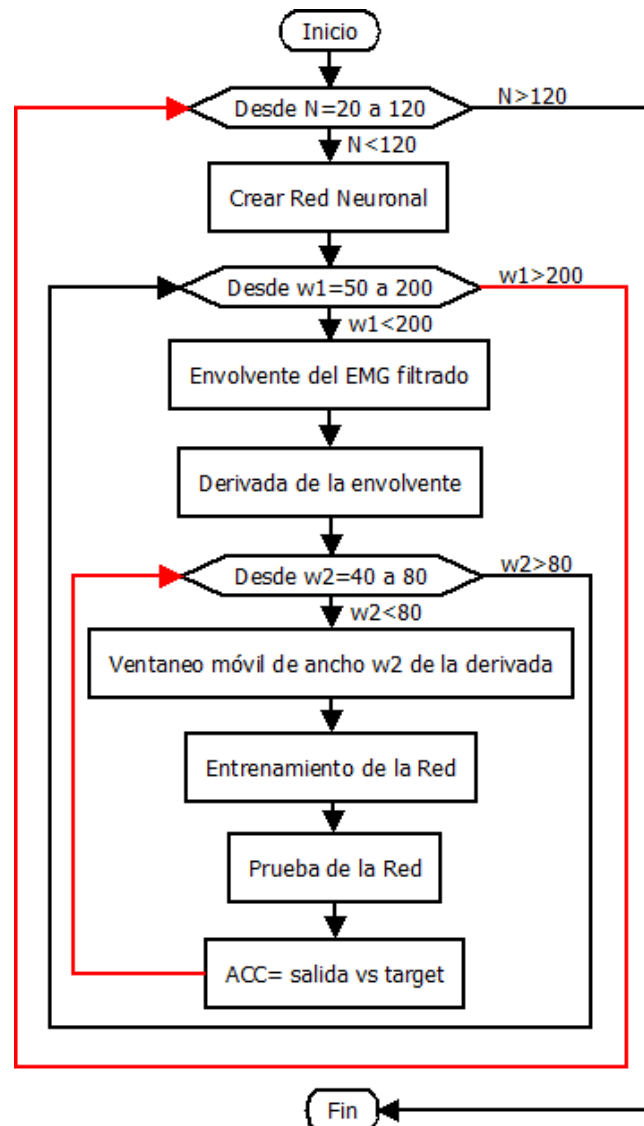 Inicio
Desde N=20 a 120
N>120
N<120
Crear Red Neuronal
Desde w1=50 a 200
w1>200
w1<200
Envolvente del EMG filtrado
Derivada de la envolvente
Desde w2=40 a 80
w2>80
w2<80
Ventaneo móvil de ancho w2 de la derivada
Entrenamiento de la Red
Prueba de la Red
ACC= salida vs target
Fin